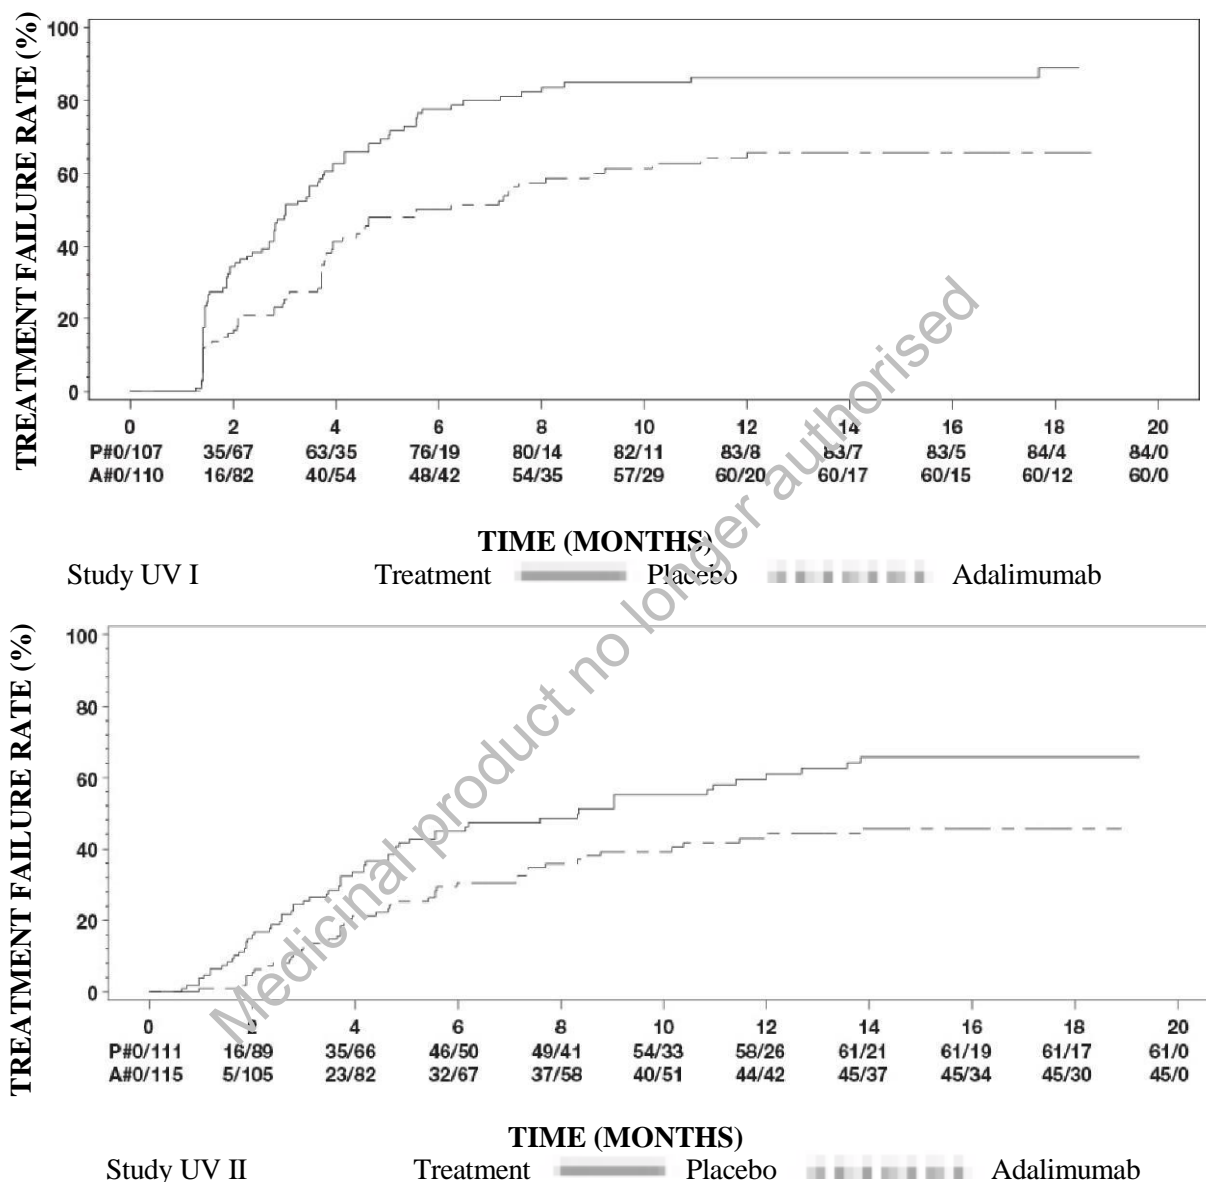 TREATMENT FAILURE RATE (%)
100
80
60
40
20
0
0 2 4 6 8 10 12 14 16 18 20
P#0/107 35/67 63/35 76/19 80/14 82/11 83/8 83/7 83/5 84/4 84/0
A#0/110 16/82 40/54 48/42 54/35 57/29 60/20 60/17 60/15 60/12 60/0
TIME (MONTHS)
Study UV I Treatment Placebo Adalimumab
TREATMENT FAILURE RATE (%)
100
80
60
40
20
0
0 2 4 6 8 10 12 14 16 18 20
P#0/111 16/89 35/66 46/50 49/41 54/33 58/26 61/21 61/19 61/17 61/0
A#0/115 5/105 23/82 32/67 37/58 40/51 44/42 45/37 45/34 45/30 45/0
TIME (MONTHS)
Study UV II Treatment Placebo Adalimumab
Medicinal product no longer authorised